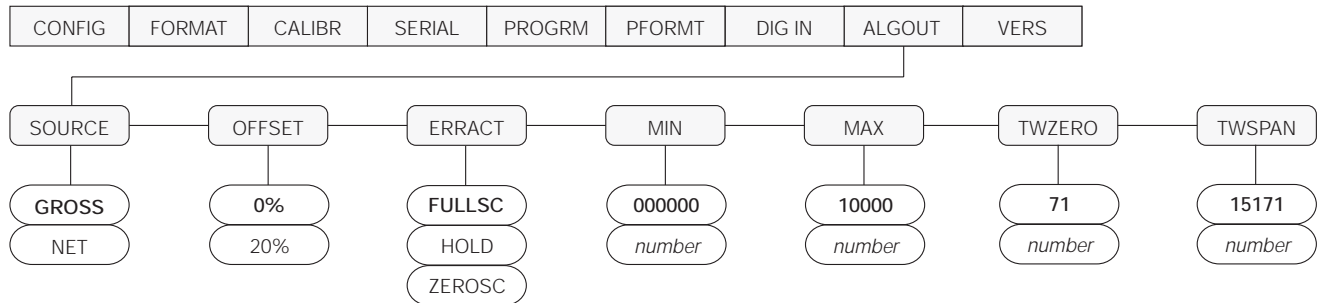 CONFIG FORMAT CALIBR SERIAL PROGRM PFORMT DIG IN ALGOUT VERS
SOURCE OFFSET ERRACT MIN MAX TWZERO TWSPAN
GROSS 0% FULLSC 000000 10000 71 15171
NET 20% HOLD number number number number
ZEROSC